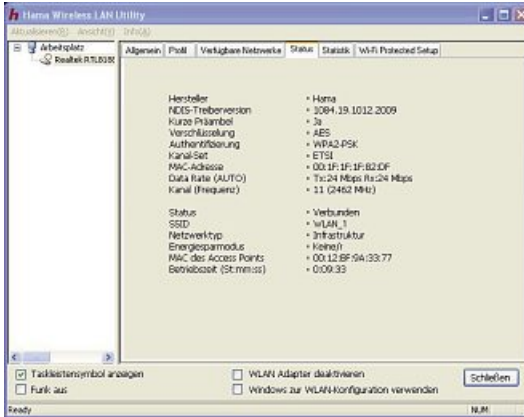 Hama Wireless LAN Utility
Aktualisieren(R) Ansicht(V) Info(A)
Arbeitsplatz
Realtek RTL818
Allgemein Profil Verfügbare Netzwerke Status Statistik Wi-Fi Protected Setup
Hersteller • Hama
NDIS-Treiberversion • 1084.19.1012.2009
Kurze Präambel • Ja
Verschlüsselung • AES
Authentifizierung • WPA2-PSK
Kanal-Set • ETSI
MAC-Adresse • 00:1F:1F:1F:B2:DF
Data Rate (AUTO) • Tx:24 Mbps Rx:24 Mbps
Kanal (Frequenz) • 11 (2462 MHz)
Status • Verbunden
SSID • WLAN_1
Netzwerktyp • Infrastruktur
Energiesparmodus • Keine/r
MAC des Access Points • 00:12:BF:9A:33:77
Betriebszeit (St:mm:ss) • 0:09:33
Taskleistensymbol anzeigen
WLAN Adapter deaktivieren
Schließen
Funk aus
Windows zur WLAN-Konfiguration verwenden
Ready
NUM